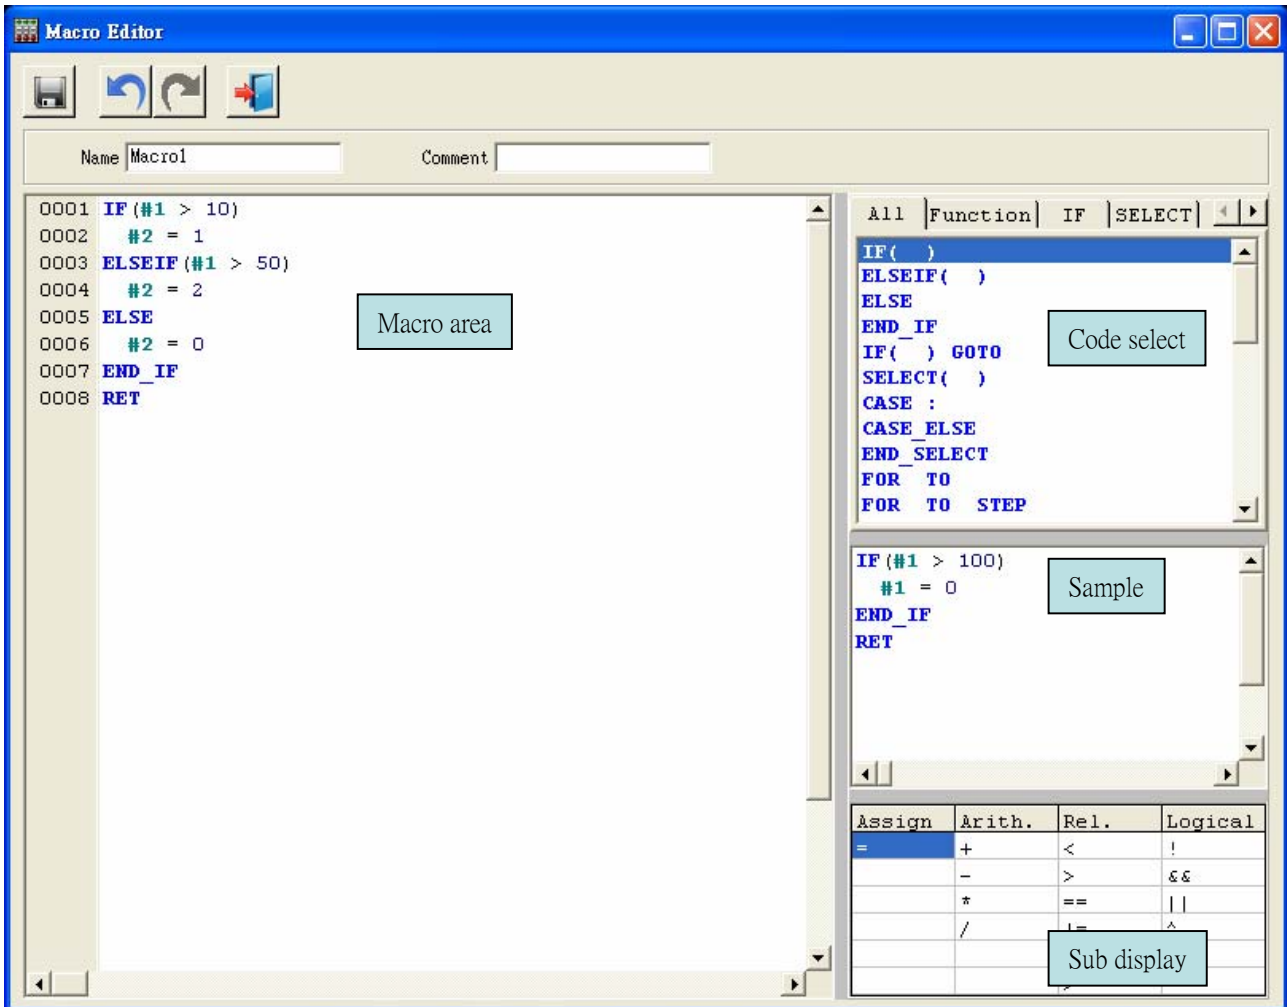 Macro Editor
Name Macro1 Comment
0001 IF(#1 > 10)
0002 #2 = 1
0003 ELSEIF(#1 > 50)
0004 #2 = 2
0005 ELSE
0006 #2 = 0
0007 END_IF
0008 RET
Macro area
All Function IF SELECT
IF( )
ELSEIF( )
ELSE
END_IF
IF( ) GOTO
SELECT( )
CASE :
CASE_ELSE
END_SELECT
FOR TO
FOR TO STEP
Code select
IF(#1 > 100)
#1 = 0
END_IF
RET
Sample
Assign Arith. Rel. Logical
= + < !
- > &&
* == ||
/ != ^
Sub display